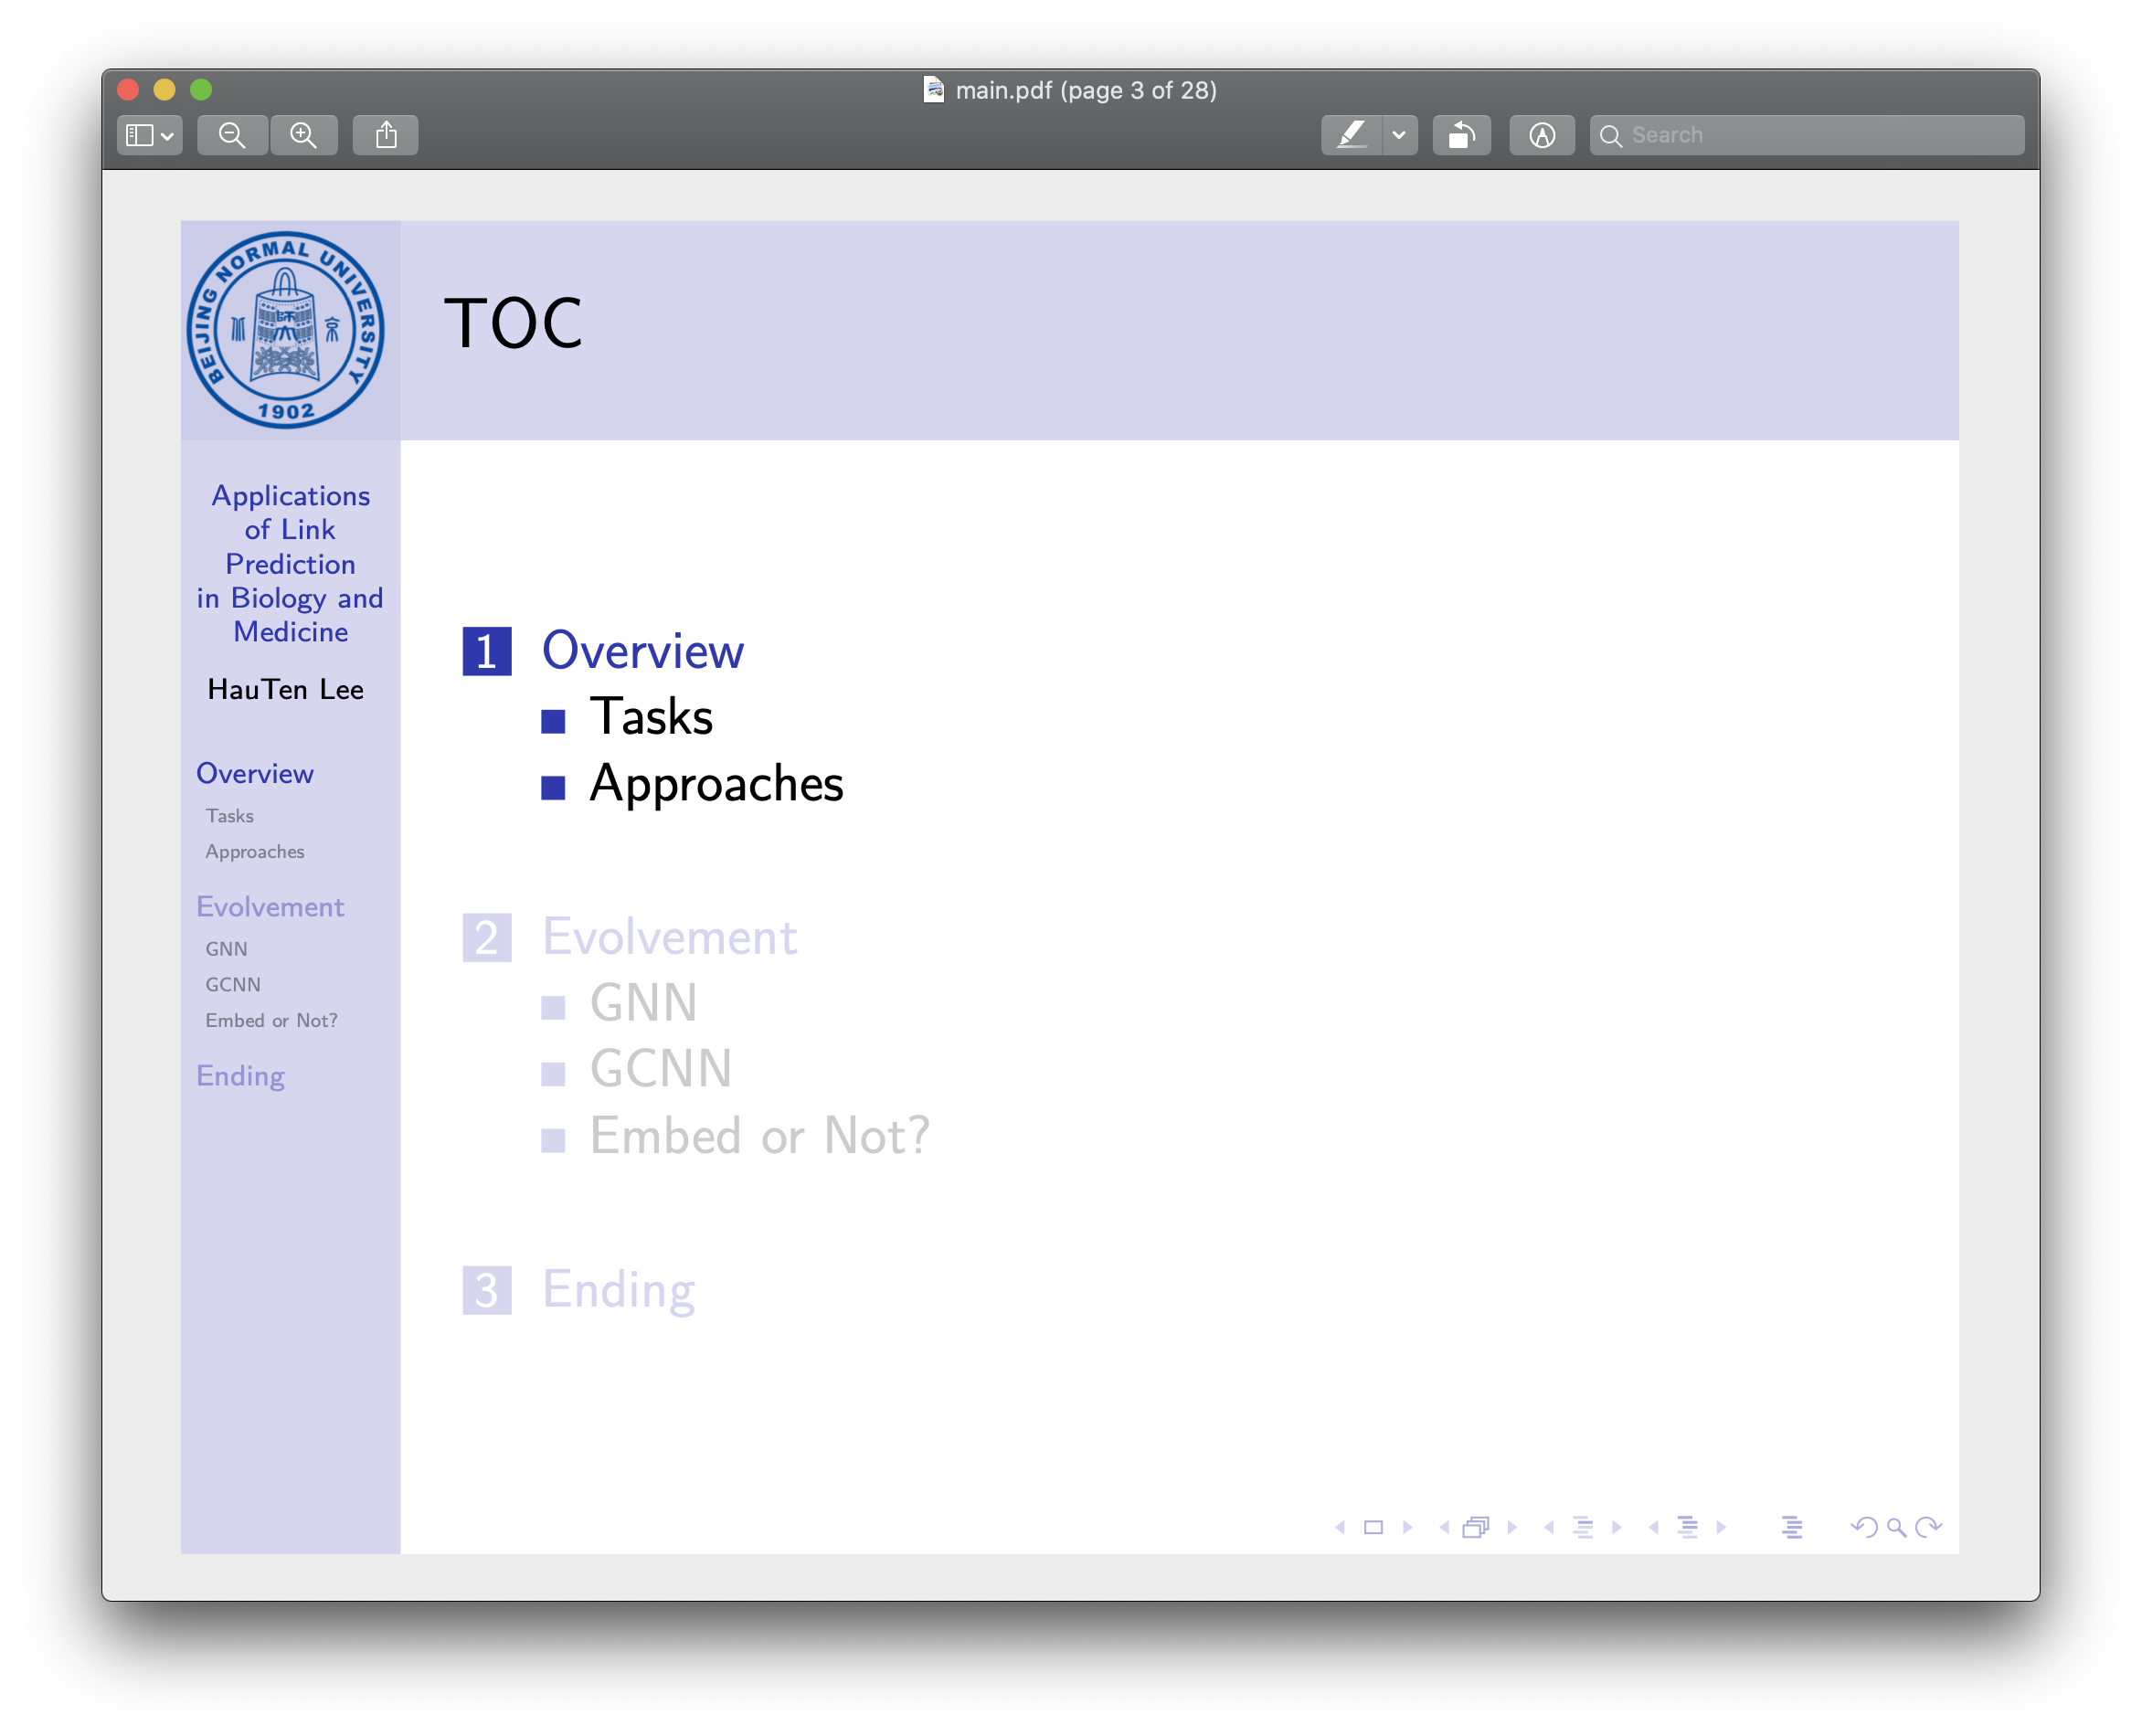 main.pdf (page 3 of 28)
Search
BEIJING NORMAL UNIVERSITY
1902
TOC
Applications
of Link
Prediction
in Biology and
Medicine
HauTen Lee
Overview
Tasks
Approaches
Evolvement
GNN
GCNN
Embed or Not?
Ending
1 Overview
Tasks
Approaches
2 Evolvement
GNN
GCNN
Embed or Not?
3 Ending